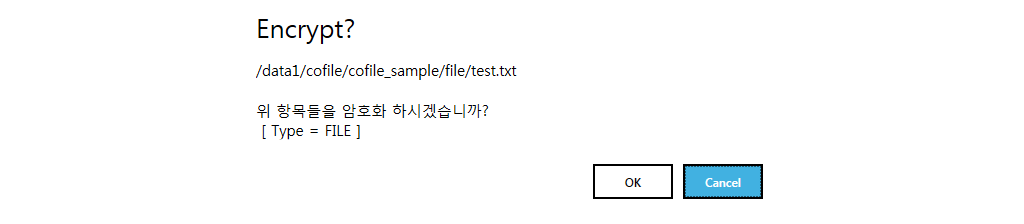 Encrypt?
/data1/cofile/cofile_sample/file/test.txt
위 항목들을 암호화 하시겠습니까?
[ Type = FILE ]
OK
Cancel